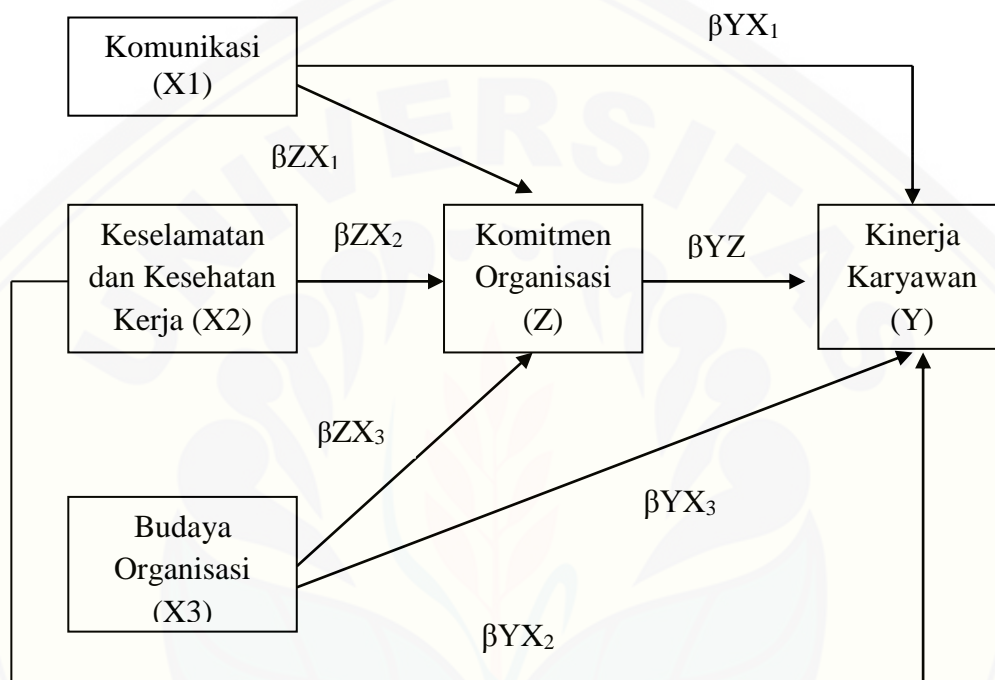 βYX₁
Komunikasi
(X1)
βZX₁
Keselamatan
dan Kesehatan
Kerja (X2)
βZX₂
Komitmen
Organisasi
(Z)
βYZ
Kinerja
Karyawan
(Y)
βZX₃
βYX₃
Budaya
Organisasi
(X3)
βYX₂
UNIVERSITAS